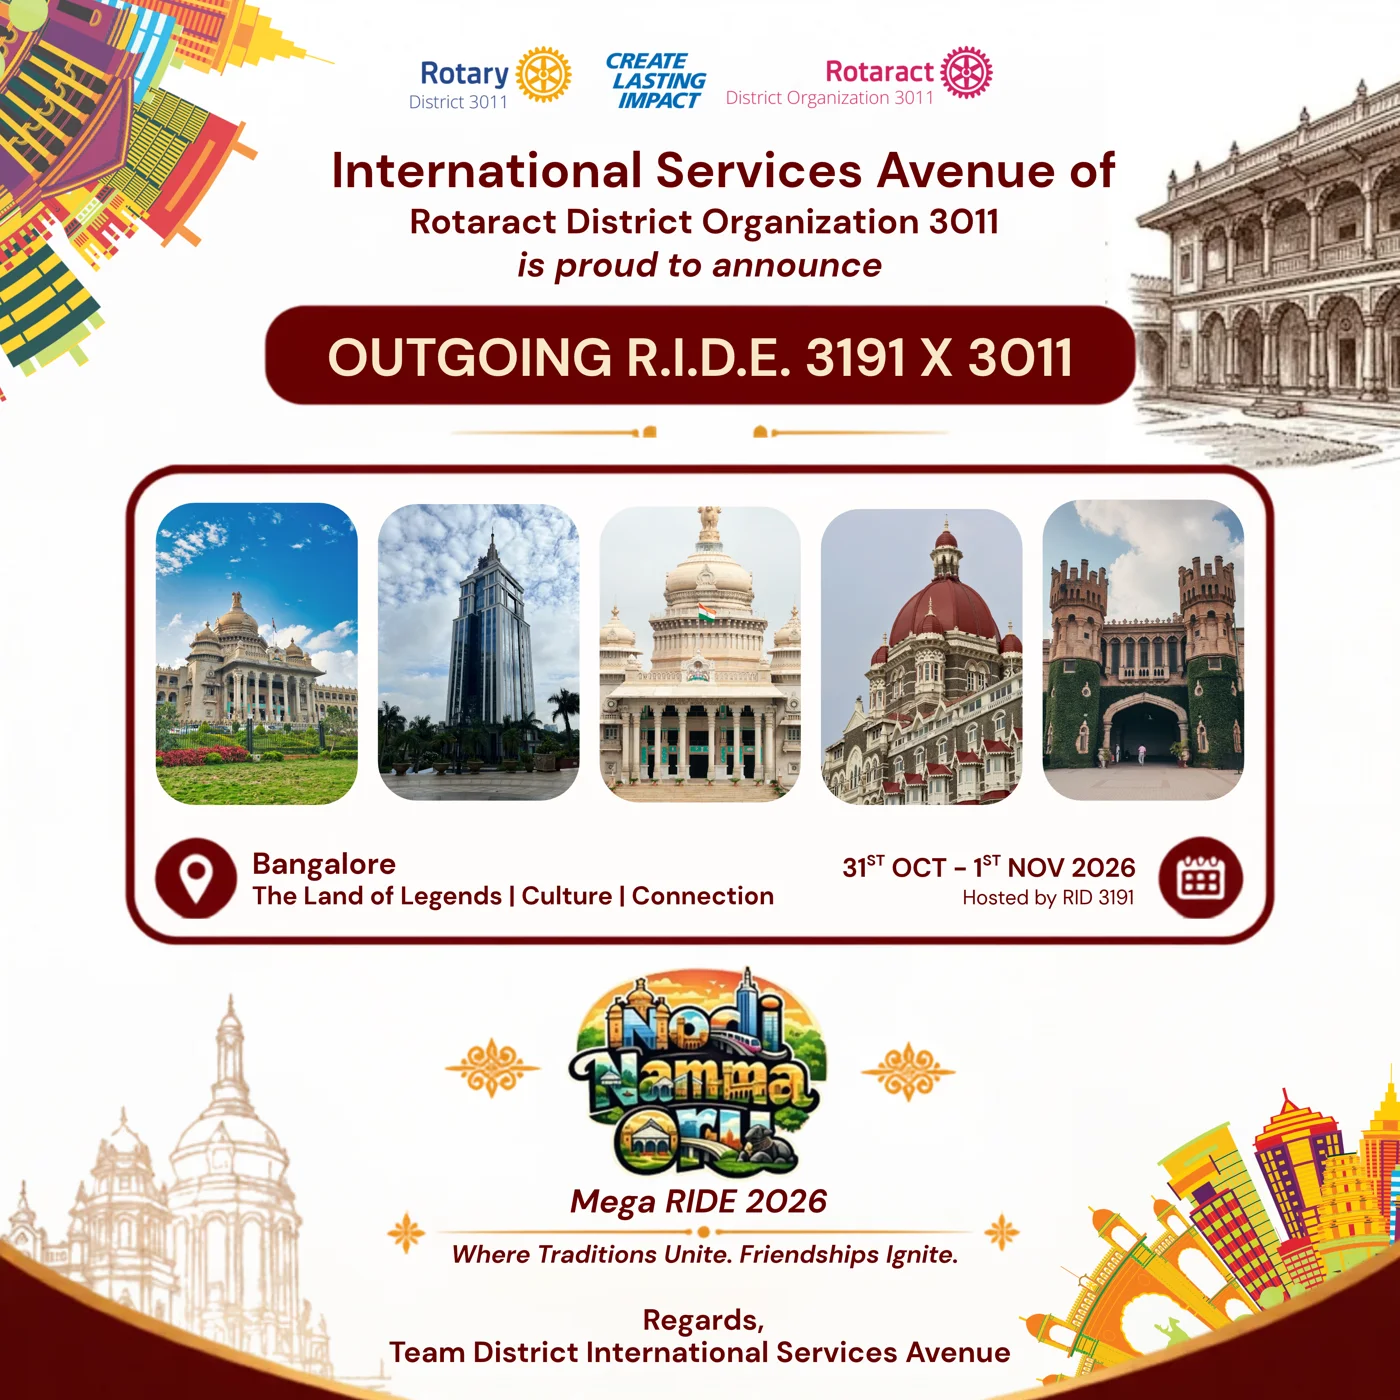 Rotary
District 3011
CREATE
LASTING
IMPACT
Rotaract
District Organization 3011
International Services Avenue of
Rotaract District Organization 3011
is proud to announce
OUTGOING R.I.D.E. 3191 X 3011
Bangalore
The Land of Legends | Culture | Connection
31ST OCT - 1ST NOV 2026
Hosted by RID 3191
Nodi
Namma
Oru
Mega RIDE 2026
Where Traditions Unite. Friendships Ignite.
Regards,
Team District International Services Avenue